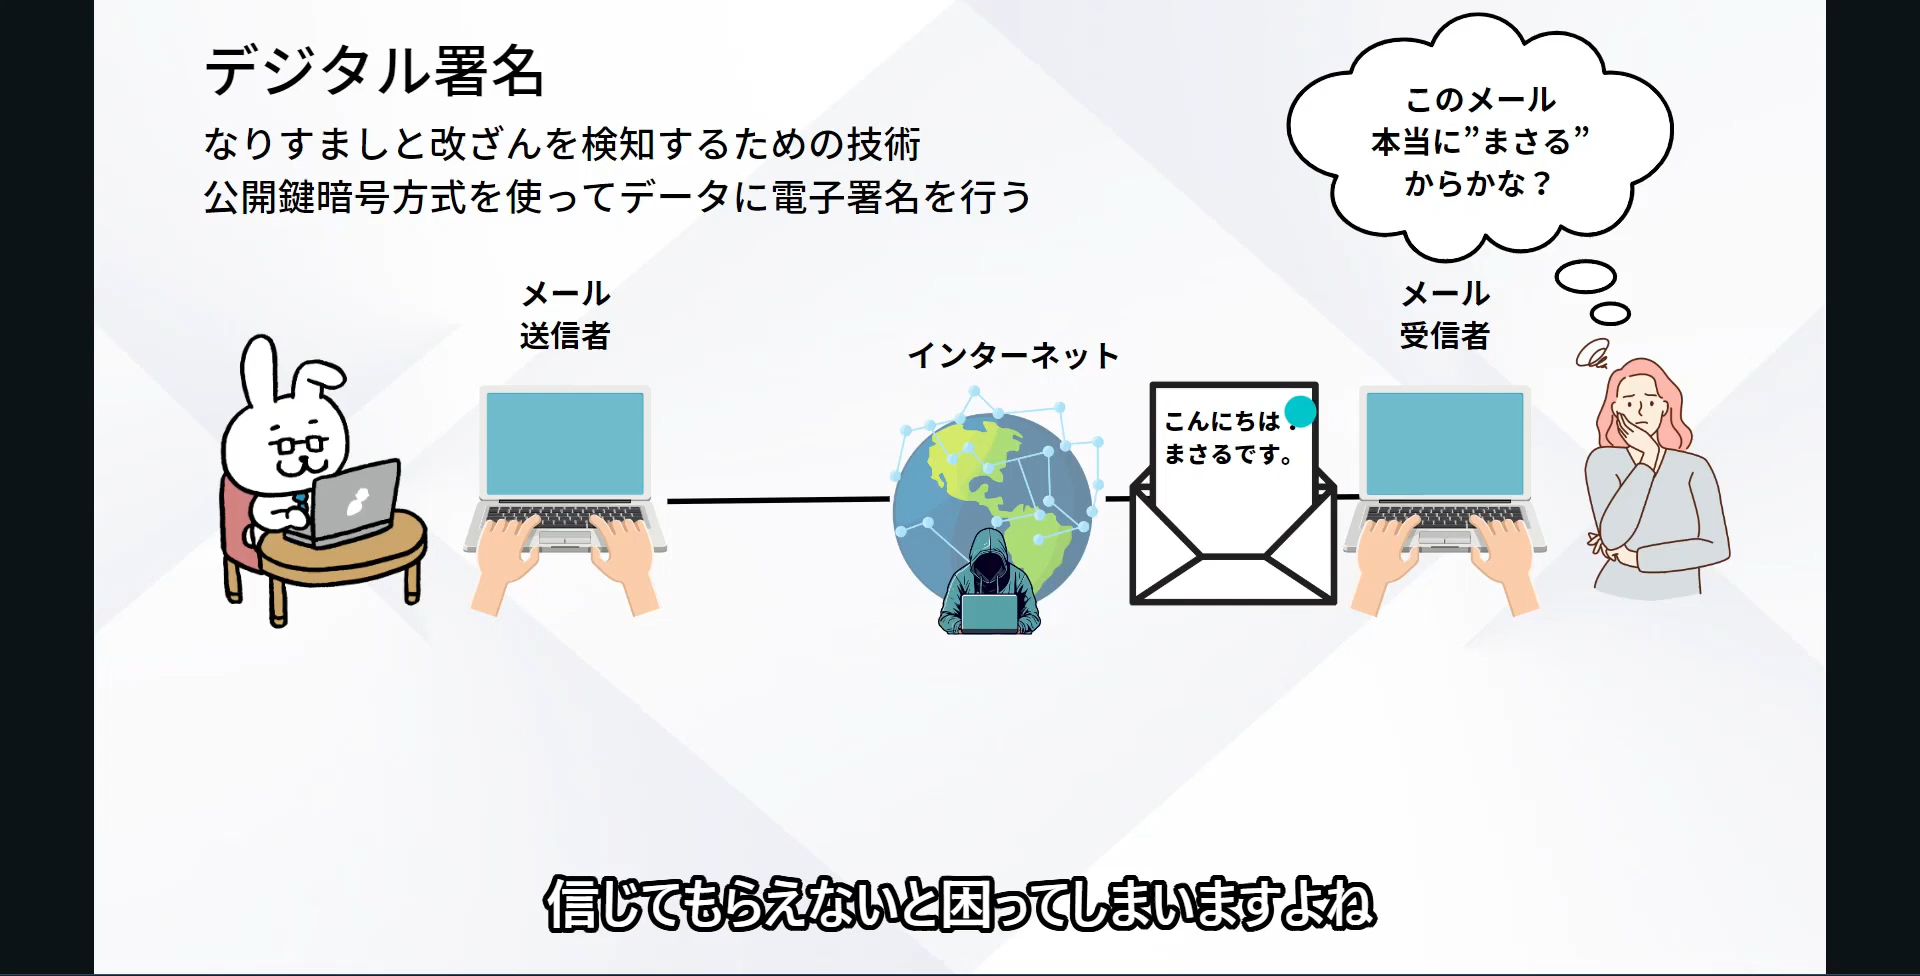 デジタル署名
なりすましと改ざんを検知するための技術
公開鍵暗号方式を使ってデータに電子署名を行う
このメール
本当に”まさる”
からかな？
メール
送信者
インターネット
メール
受信者
こんにちは
まさるです。
信じてもらえないと困ってしまいますよね